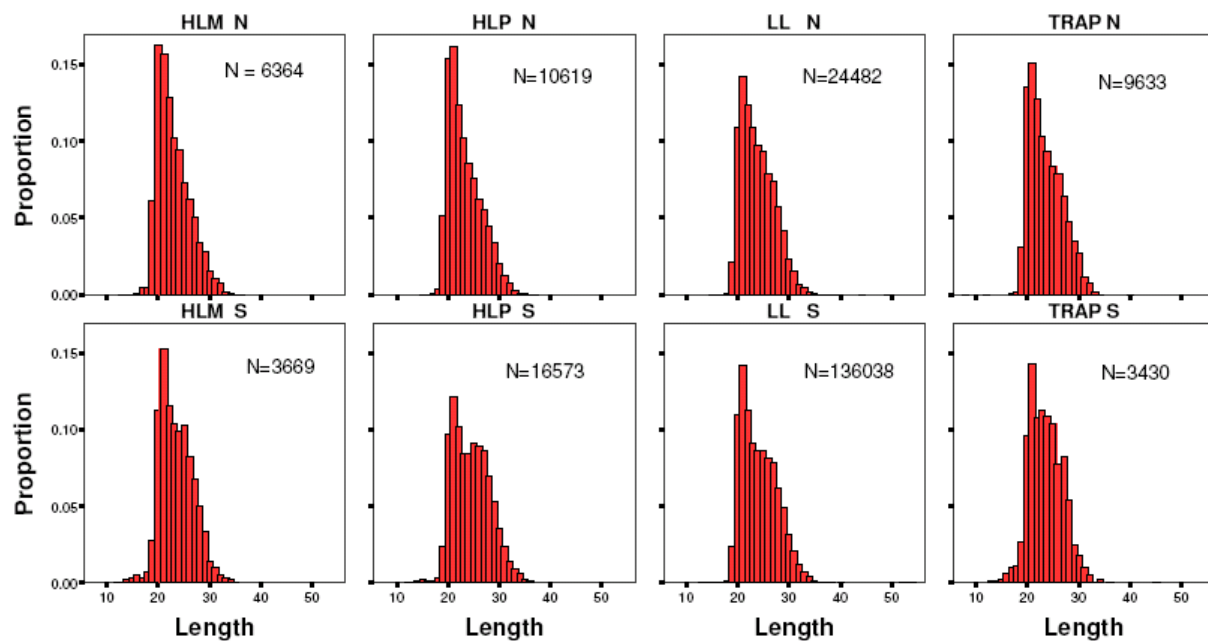 HLM N HLP N LL N TRAP N
N = 6364 N=10619 N=24482 N=9633
0.15
0.10
0.05
0.00
Proportion
HLM S HLP S LL S TRAP S
N=3669 N=16573 N=136038 N=3430
0.15
0.10
0.05
0.00
Proportion
10 20 30 40 50 10 20 30 40 50 10 20 30 40 50 10 20 30 40 50
Length Length Length Length